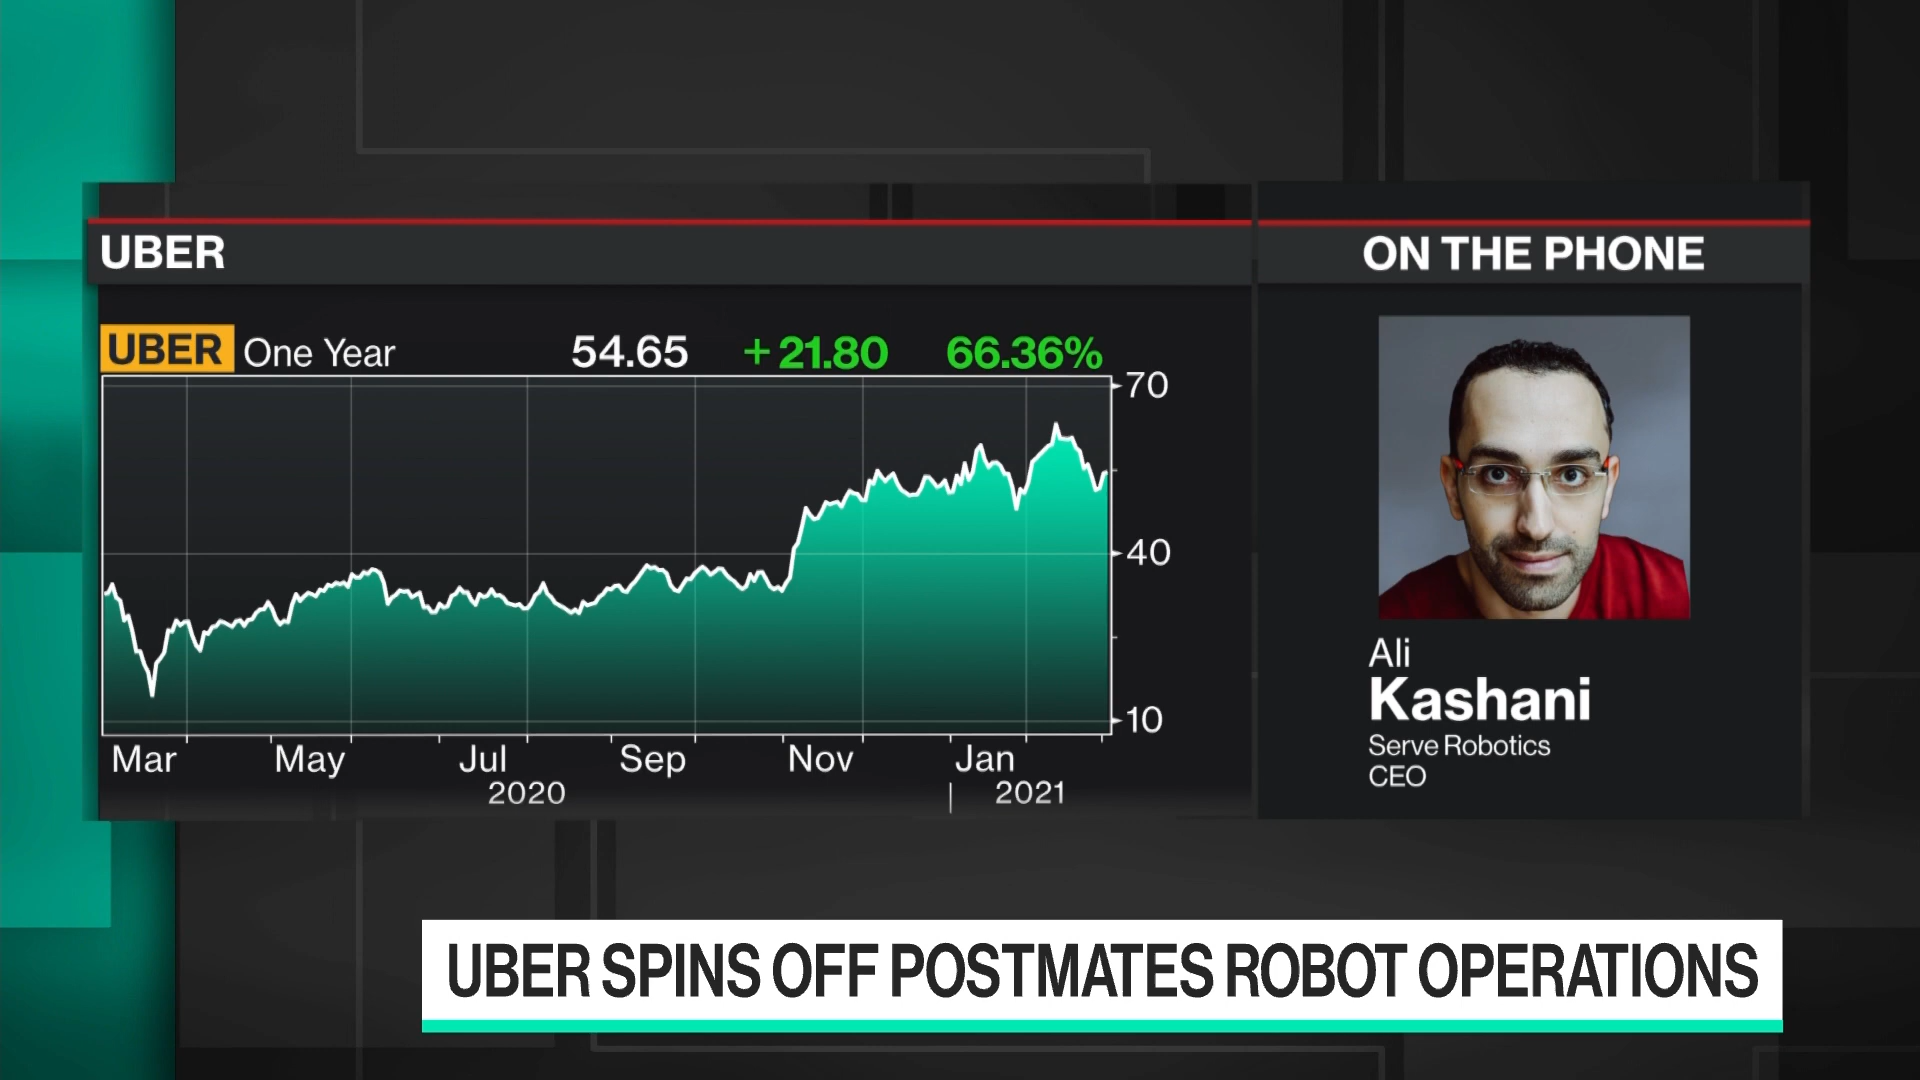 UBER
UBER One Year 54.65 +21.80 66.36%
70
40
10
Mar May Jul Sep Nov Jan
2020 2021
ON THE PHONE
Ali
Kashani
Serve Robotics
CEO
UBER SPINS OFF POSTMATES ROBOT OPERATIONS